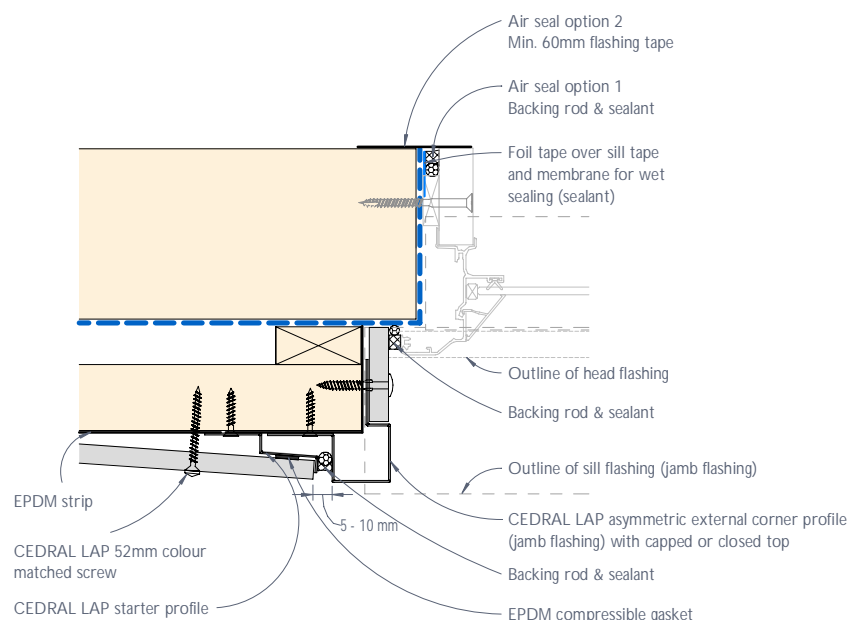 Air seal option 2
Min. 60mm flashing tape
Air seal option 1
Backing rod & sealant
Foil tape over sill tape
and membrane for wet
sealing (sealant)
Outline of head flashing
Backing rod & sealant
Outline of sill flashing (jamb flashing)
EPDM strip
5 - 10 mm
CEDRAL LAP asymmetric external corner profile
(jamb flashing) with capped or closed top
CEDRAL LAP 52mm colour
matched screw
Backing rod & sealant
CEDRAL LAP starter profile
EPDM compressible gasket